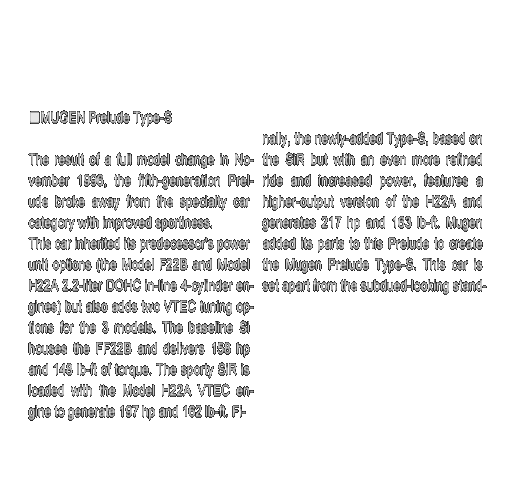 ■MUGEN Prelude Type-S
The result of a full model change in No-
vember 1996, the fifth-generation Prel-
ude broke away from the specialty car
category with improved sportiness.
This car inherited its predecessor's power
unit options (the Model F22B and Model
H22A 2.2-liter DOHC in-line 4-cylinder en-
gines) but also adds two VTEC tuning op-
tions for the 3 models. The baseline Si
houses the FF22B and delivers 158 hp
and 148 lb-ft of torque. The sporty SiR is
loaded with the Model H22A VTEC en-
gine to generate 197 hp and 162 lb-ft. Fi-
nally, the newly-added Type-S, based on
the SiR but with an even more refined
ride and increased power, features a
higher-output version of the H22A and
generates 217 hp and 163 lb-ft. Mugen
added its parts to this Prelude to create
the Mugen Prelude Type-S. This car is
set apart from the subdued-looking stand-